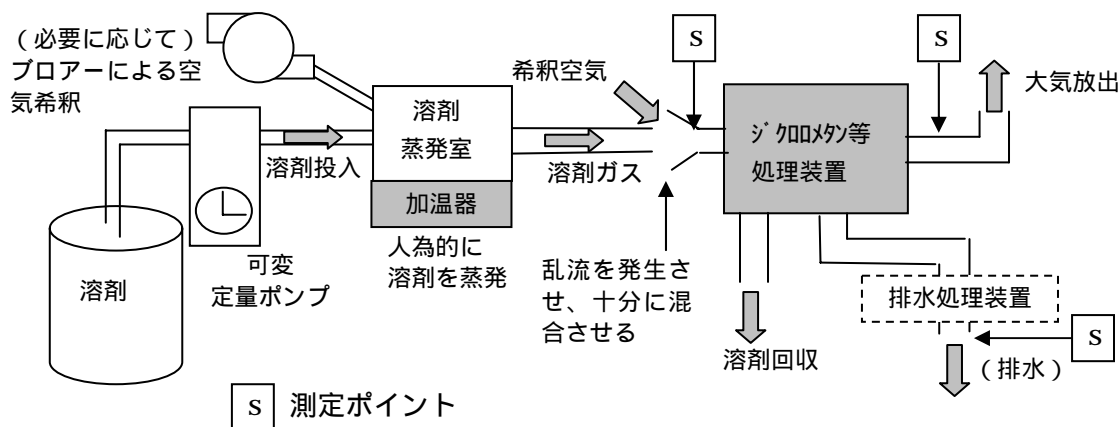 （必要に応じて）
ブロアーによる空
気希釈
溶剤
蒸発室
加温器
人為的に
溶剤を蒸発
溶剤投入
可変
定量ポンプ
溶剤
溶剤ガス
希釈空気
乱流を発生さ
せ、十分に混
合させる
S
S
ｼﾞｸﾛﾛﾒﾀﾝ等
処理装置
大気放出
溶剤回収
排水処理装置
S
（排水）
S 測定ポイント